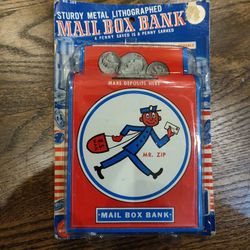 STURDY METAL LITHOGRAPHED
MAIL BOX BANK
A PENNY SAVED IS A PENNY EARNED
MAKE DEPOSITS HERE
MR. ZIP
MAIL BOX BANK